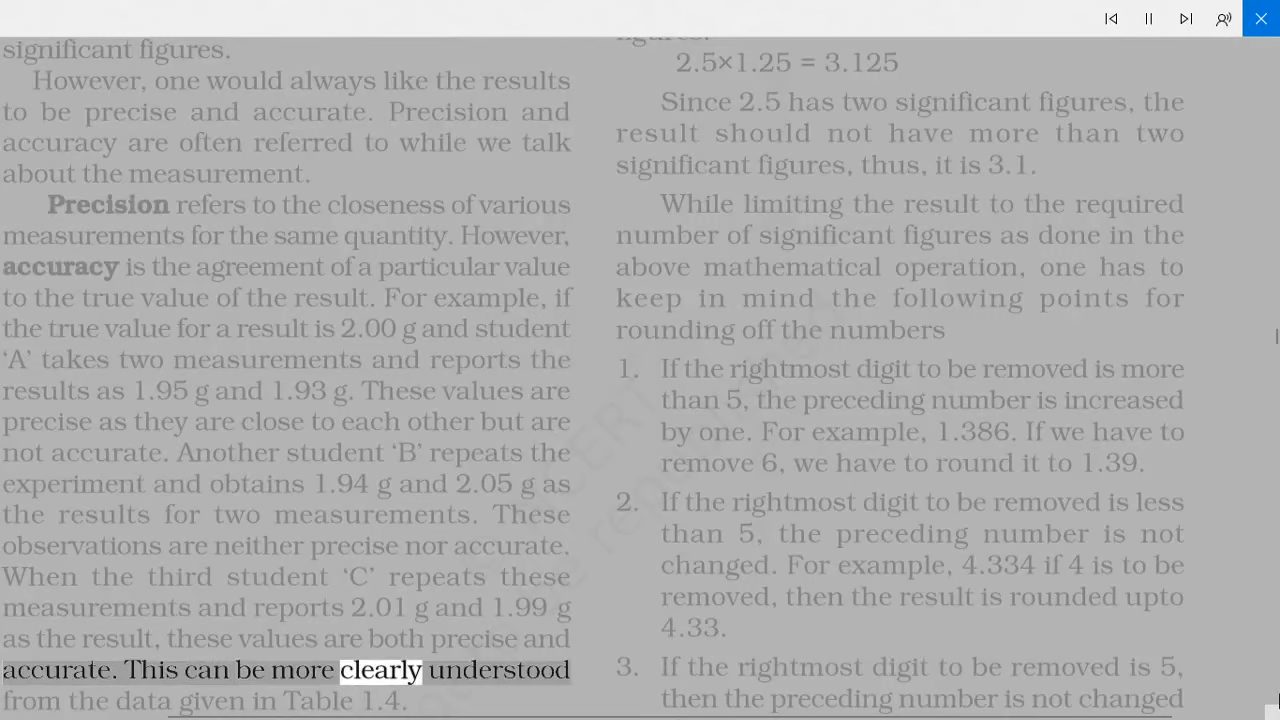 significant figures.
However, one would always like the results
to be precise and accurate. Precision and
accuracy are often referred to while we talk
about the measurement.
Precision refers to the closeness of various
measurements for the same quantity. However,
accuracy is the agreement of a particular value
to the true value of the result. For example, if
the true value for a result is 2.00 g and student
‘A’ takes two measurements and reports the
results as 1.95 g and 1.93 g. These values are
precise as they are close to each other but are
not accurate. Another student ‘B’ repeats the
experiment and obtains 1.94 g and 2.05 g as
the results for two measurements. These
observations are neither precise nor accurate.
When the third student ‘C’ repeats these
measurements and reports 2.01 g and 1.99 g
as the result, these values are both precise and
accurate. This can be more clearly understood
from the data given in Table 1.4.
figures.
2.5×1.25 = 3.125
Since 2.5 has two significant figures, the
result should not have more than two
significant figures, thus, it is 3.1.
While limiting the result to the required
number of significant figures as done in the
above mathematical operation, one has to
keep in mind the following points for
rounding off the numbers
1. If the rightmost digit to be removed is more
than 5, the preceding number is increased
by one. For example, 1.386. If we have to
remove 6, we have to round it to 1.39.
2. If the rightmost digit to be removed is less
than 5, the preceding number is not
changed. For example, 4.334 if 4 is to be
removed, then the result is rounded upto
4.33.
3. If the rightmost digit to be removed is 5,
then the preceding number is not changed